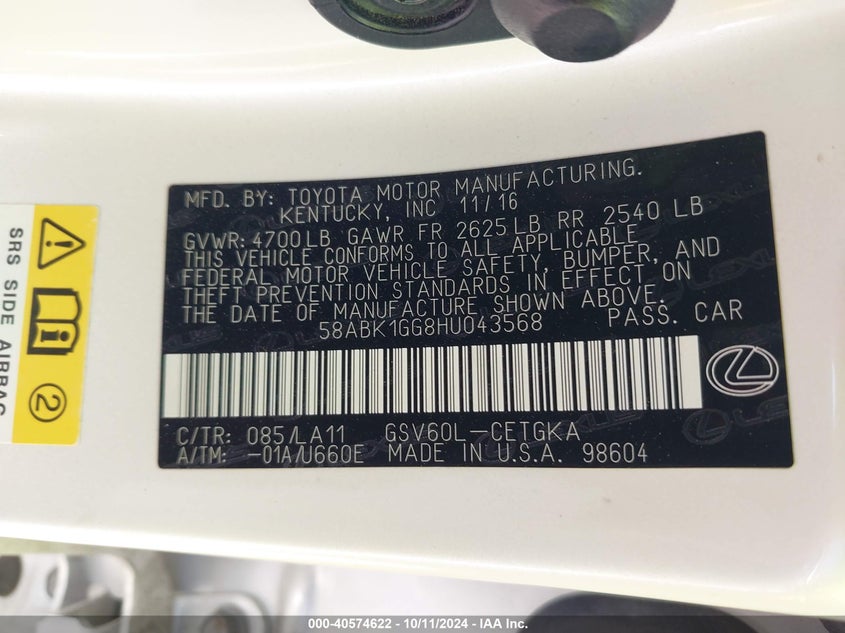 MFD. BY: TOYOTA MOTOR MANUFACTURING.
KENTUCKY, INC 11/16
GVWR: 4700LB GAWR FR 2625LB RR 2540 LB
THIS VEHICLE CONFORMS TO ALL APPLICABLE
FEDERAL MOTOR VEHICLE SAFETY, BUMPER, AND
THEFT PREVENTION STANDARDS IN EFFECT ON
THE DATE OF MANUFACTURE SHOWN ABOVE.
58ABK1GG8HU043568 PASS. CAR
C/TR: 085/LA11 GSV60L-CETGKA
A/TM: -01A/U660E MADE IN U.S.A. 98604
SRS SIDE AIRBAG
2
000-40574622 - 10/11/2024 - IAA Inc.